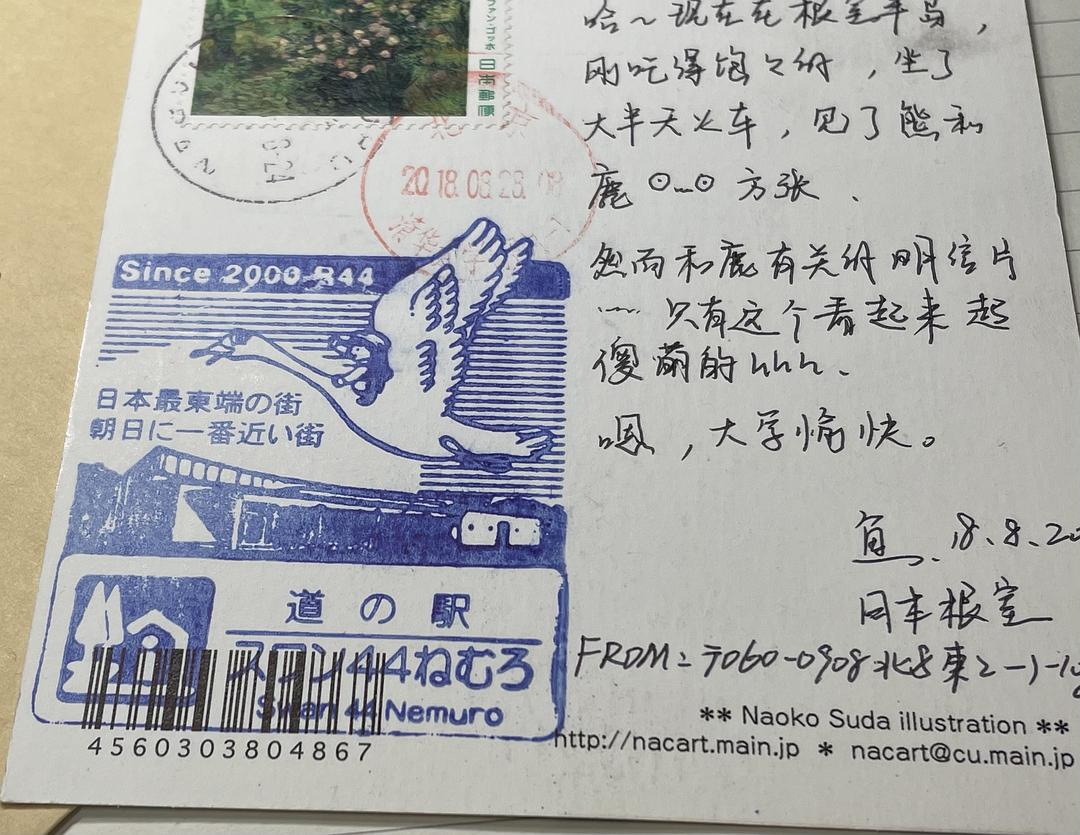 ファン・ゴッホ
日本郵便
2018.08.28.08
清华
Since 2000 R44
日本最東端の街
朝日に一番近い街
道の駅
スワン44ねむろ
Swan 44 Nemuro
4560303804867
哈～现在在根室半岛，
刚吃得饱饱的，坐了
大半天火车，见了熊和
鹿 ⊙_⊙ 方张、
然而和鹿有关的明信片
…… 只有这个看起来超
傻萌的hhh、
嗯，大学愉快。
18.8.20
日本根室
FROM：〒060-0908 北8東2-1-1
** Naoko Suda illustration **
http://nacart.main.jp * nacart@cu.main.jp